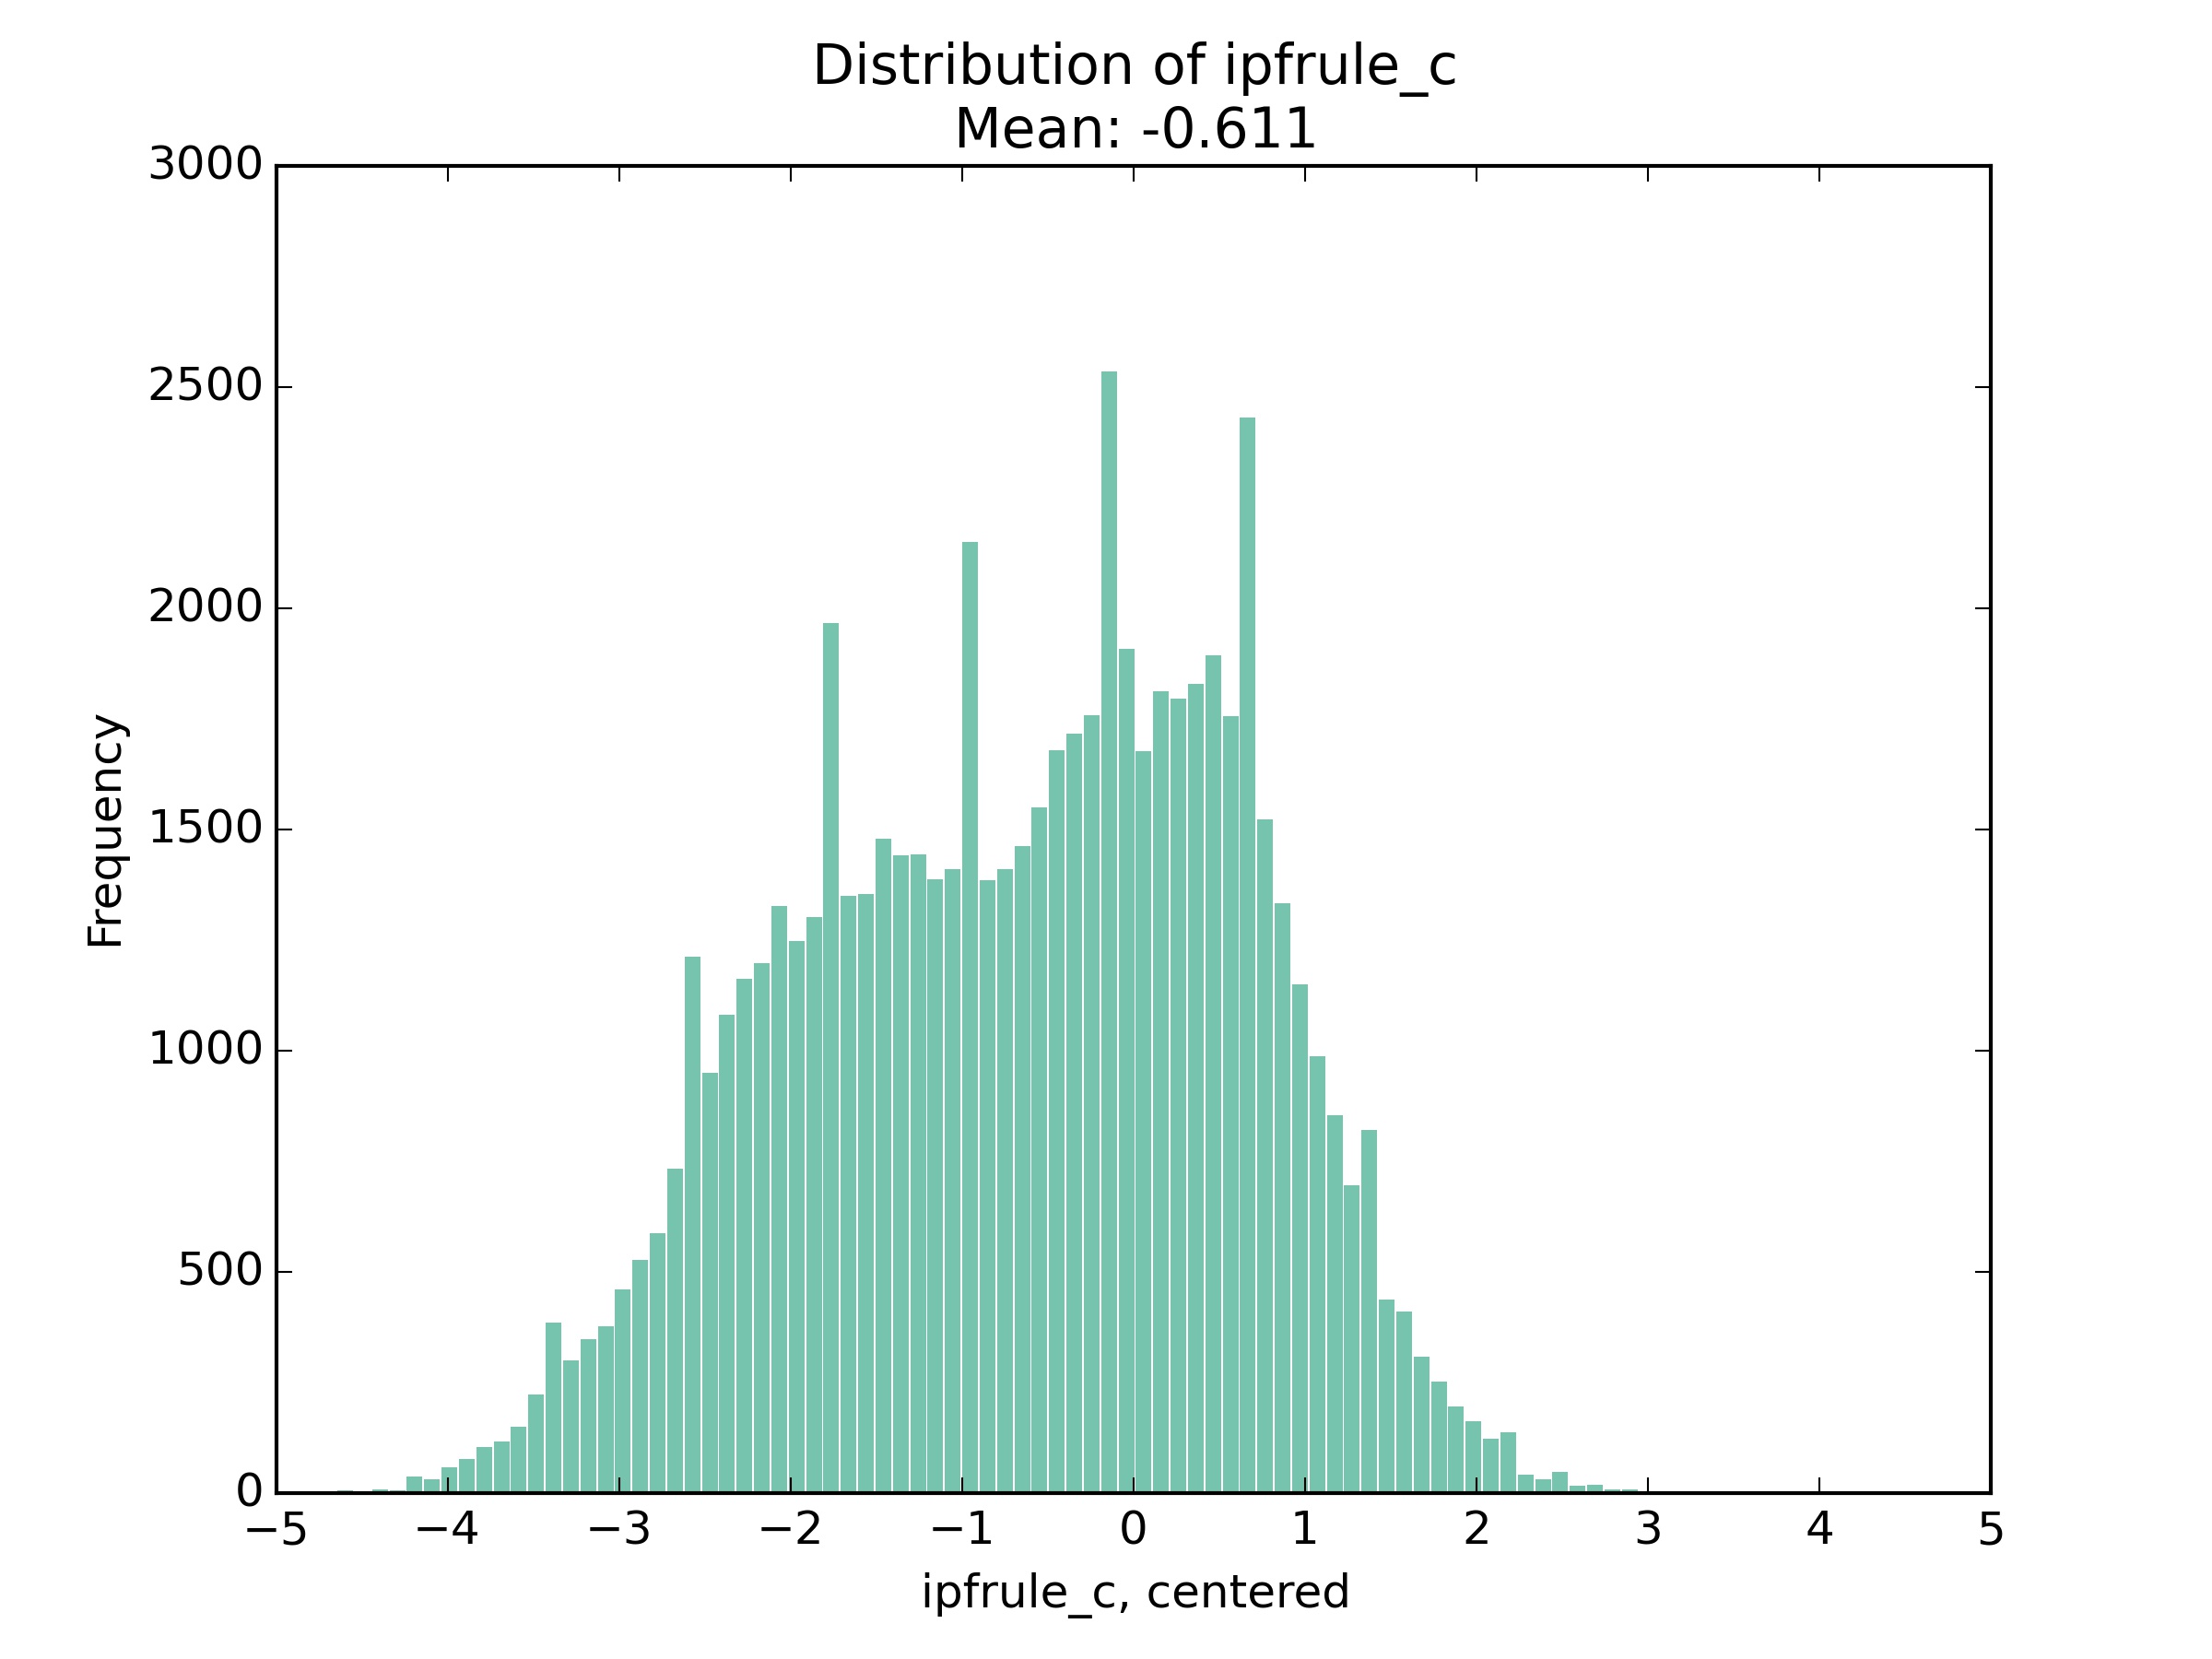 Distribution of ipfrule_c
Mean: -0.611
3000
2500
2000
1500
1000
500
0
Frequency
−5 −4 −3 −2 −1 0 1 2 3 4 5
ipfrule_c, centered